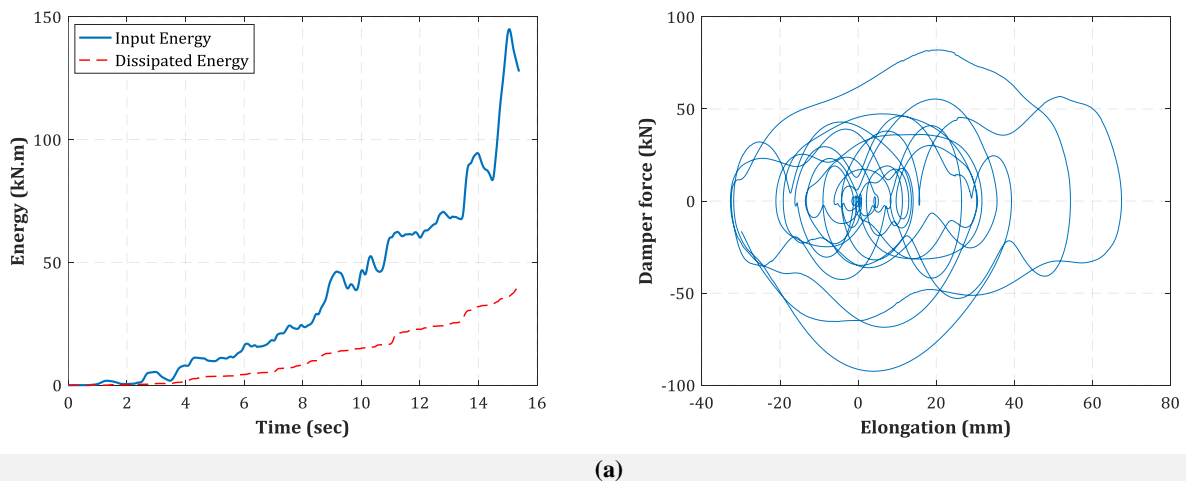 150
100
50
0
Energy (kN.m)
Input Energy
Dissipated Energy
0 2 4 6 8 10 12 14 16
Time (sec)
100
50
0
-50
-100
Damper force (kN)
-40 -20 0 20 40 60 80
Elongation (mm)
(a)